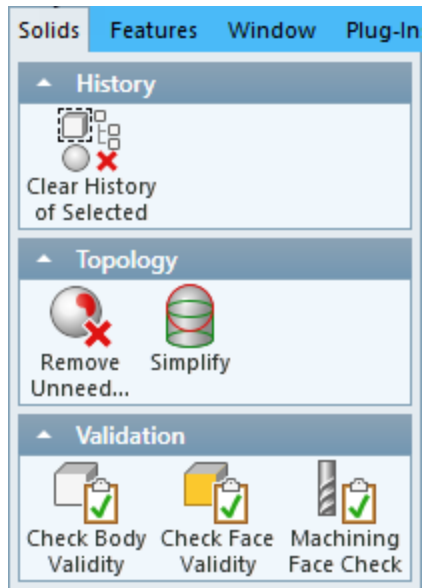 Solids Features Window Plug-In
History
Clear History
of Selected
Topology
Remove
Unneed...
Simplify
Validation
Check Body
Validity
Check Face
Validity
Machining
Face Check